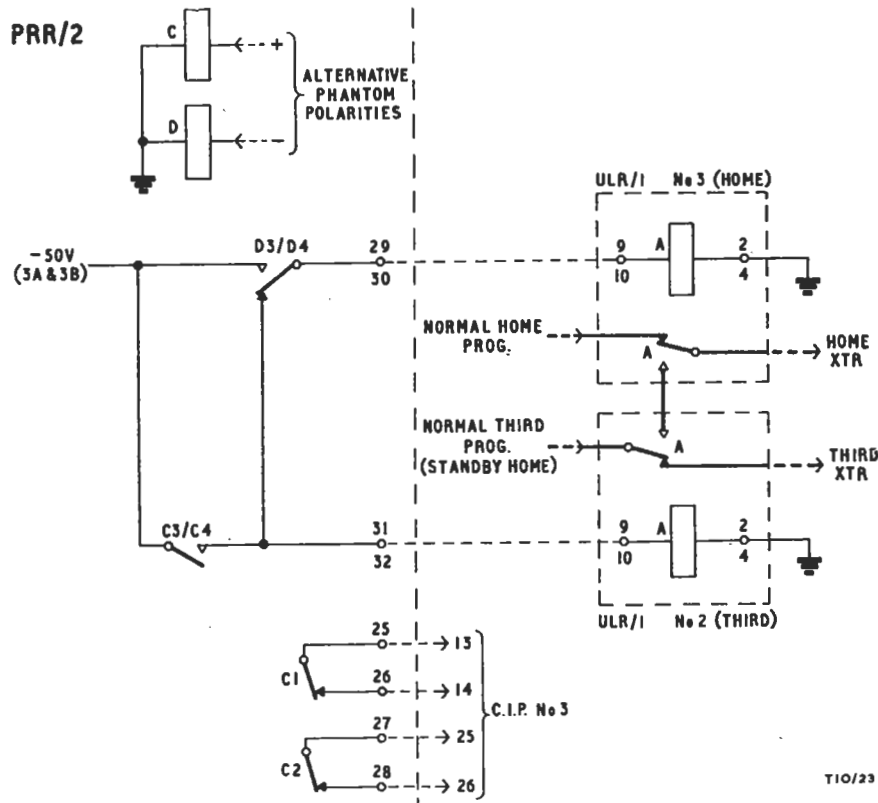 PRR/2
C
+
ALTERNATIVE
PHANTOM
POLARITIES
D
-
ULR/1 No 3 (HOME)
-50V
(3A & 3B)
D3/D4
29
30
9
10
A
2
4
NORMAL HOME
PROG.
A
HOME
XTR
NORMAL THIRD
PROG.
(STANDBY HOME)
A
THIRD
XTR
C3/C4
31
32
9
10
A
2
4
ULR/1 No 2 (THIRD)
25
13
C1
26
14
C.I.P. No 3
27
25
C2
28
26
T10/23